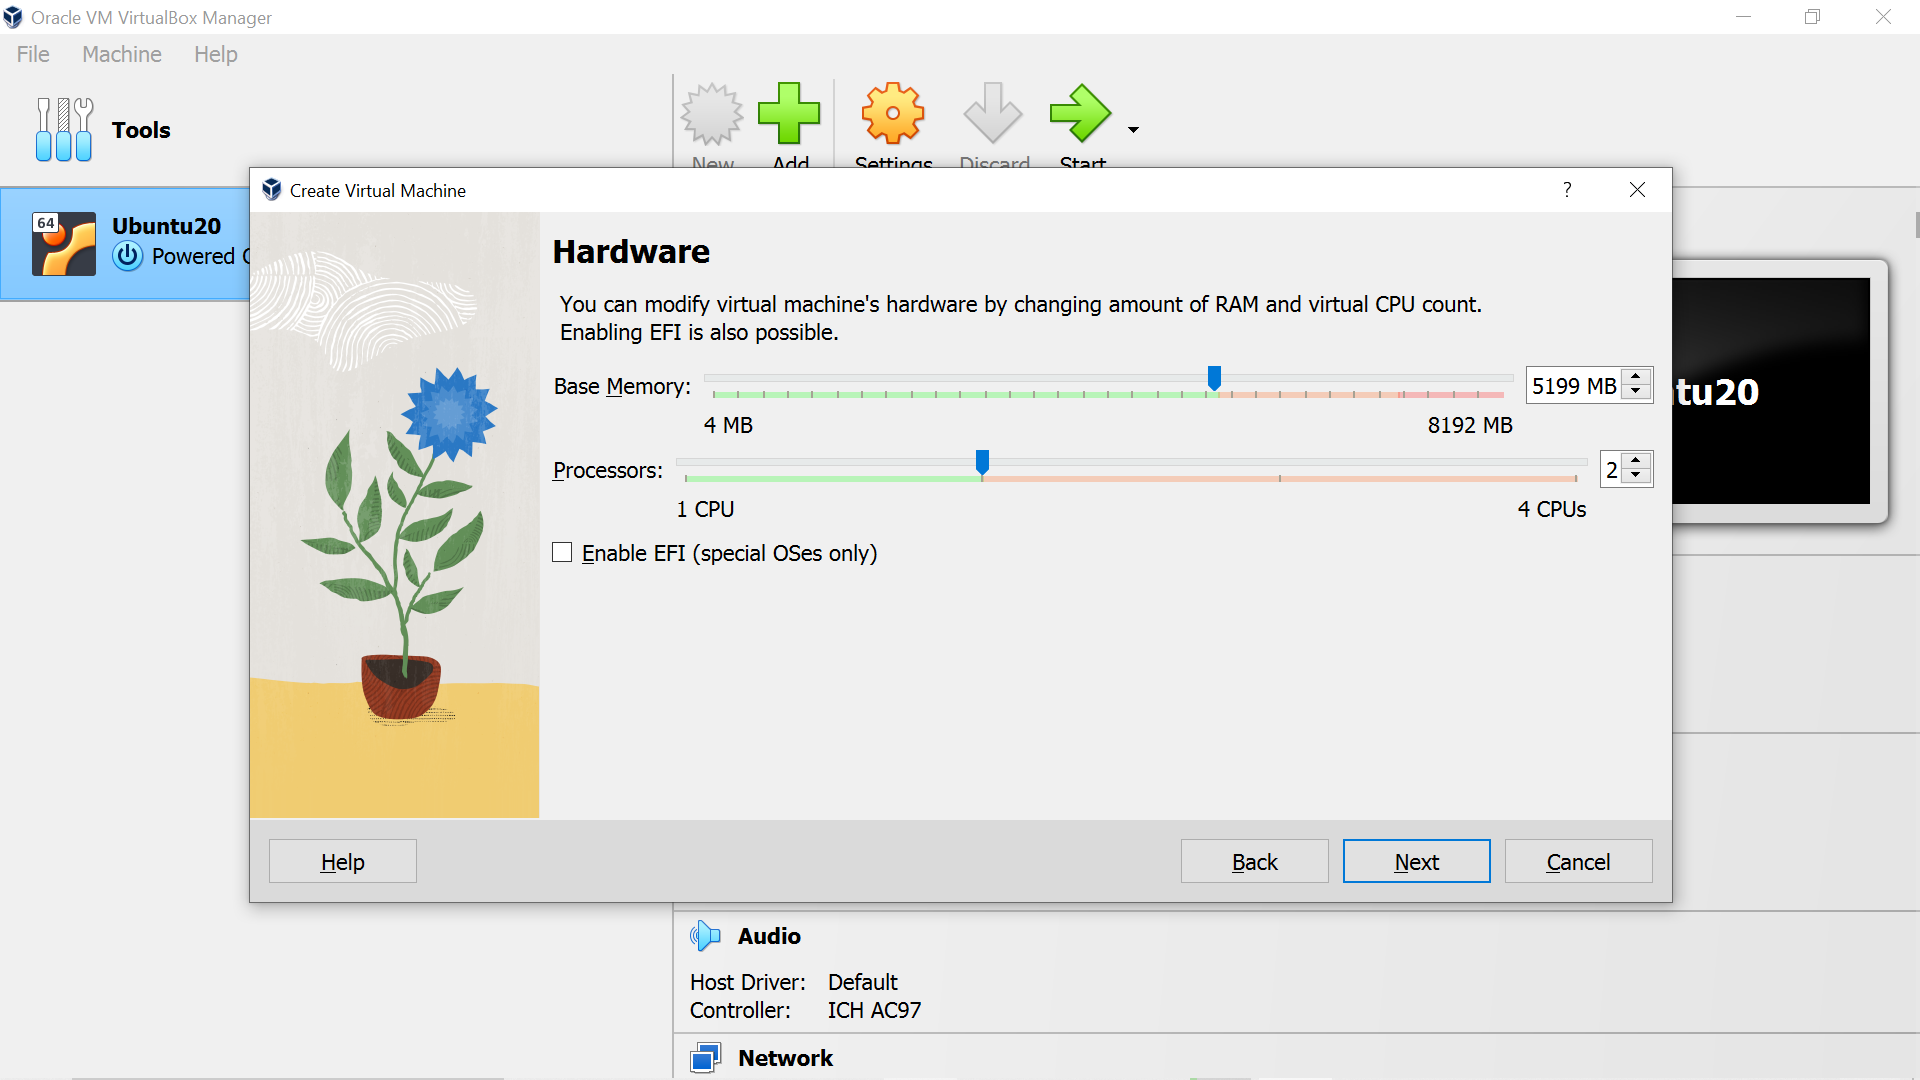 Oracle VM VirtualBox Manager
File Machine Help
Tools
New Add Settings Discard Start
64
Ubuntu20
Powered
Create Virtual Machine
?
Hardware
You can modify virtual machine's hardware by changing amount of RAM and virtual CPU count.
Enabling EFI is also possible.
Base Memory:
5199 MB
4 MB
8192 MB
Processors:
2
1 CPU
4 CPUs
Enable EFI (special OSes only)
tu20
Help
Back
Next
Cancel
Audio
Host Driver: Default
Controller: ICH AC97
Network